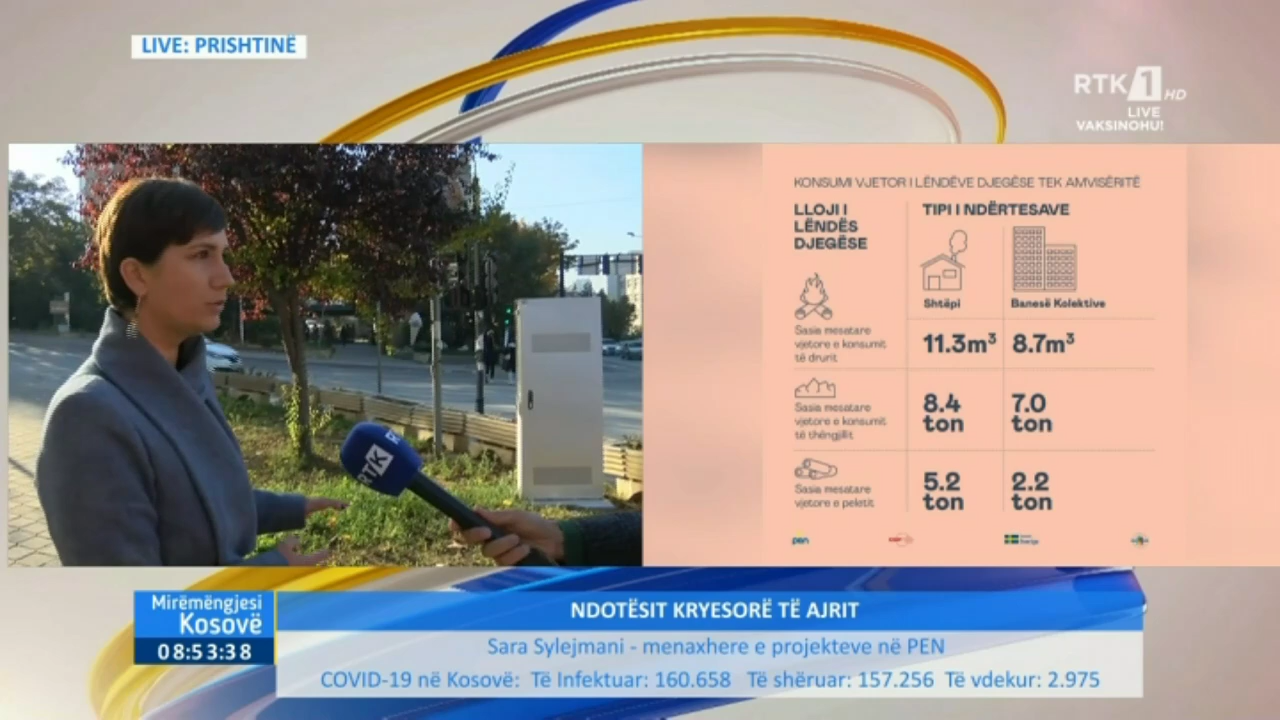 LIVE: PRISHTINË
RTK 1 HD
LIVE
VAKSINOHU!
KONSUMI VJETOR I LËNDËVE DJEGËSE TEK AMVISËRITË
LLOJI I
LËNDËS
DJEGËSE
TIPI I NDËRTESAVE
Shtëpi
Banesë Kolektive
Sasia mesatare
vjetore e konsumit
të drurit
11.3m³
8.7m³
Sasia mesatare
vjetore e konsumit
të thëngjillit
8.4
ton
7.0
ton
Sasia mesatare
vjetore e peletit
5.2
ton
2.2
ton
pen
RTK
Mirëmëngjesi
Kosovë
08:53:38
NDOTËSIT KRYESORË TË AJRIT
Sara Sylejmani - menaxhere e projekteve në PEN
COVID-19 në Kosovë: Të Infektuar: 160.658 Të shëruar: 157.256 Të vdekur: 2.975